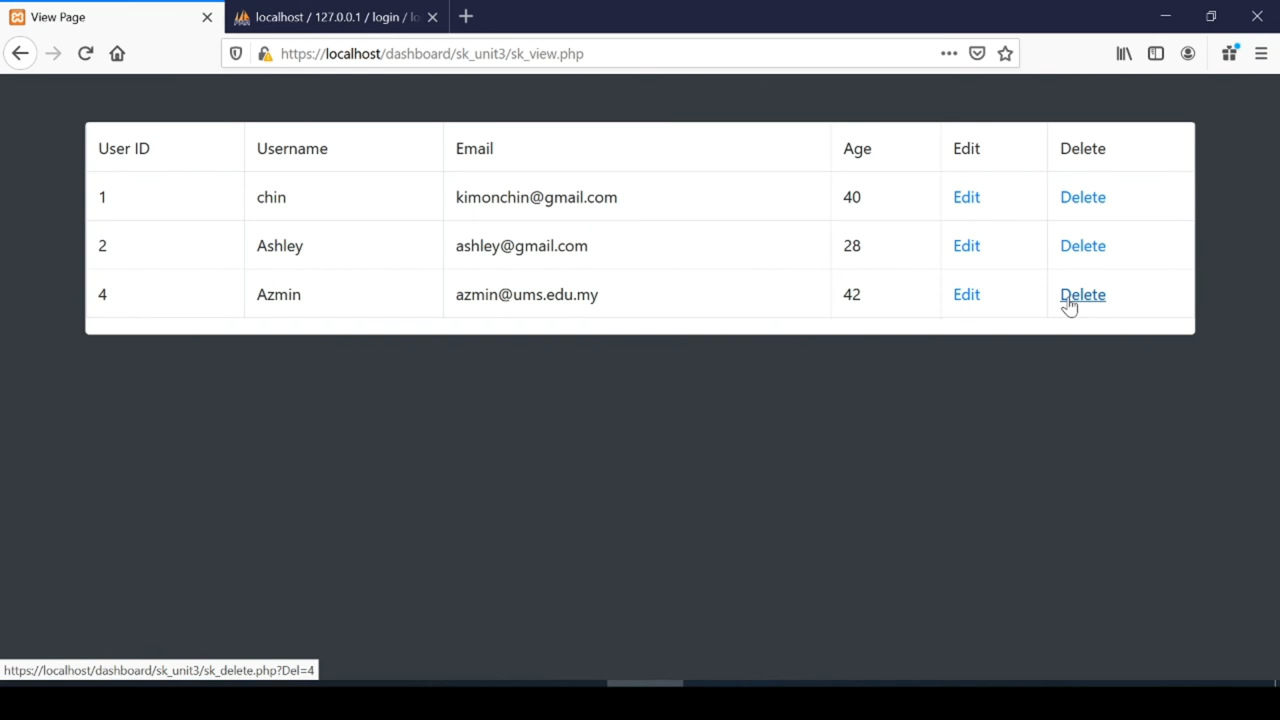 View Page
localhost / 127.0.0.1 / login / lo
https://localhost/dashboard/sk_unit3/sk_view.php
User ID Username Email Age Edit Delete
1 chin kimonchin@gmail.com 40 Edit Delete
2 Ashley ashley@gmail.com 28 Edit Delete
4 Azmin azmin@ums.edu.my 42 Edit Delete
https://localhost/dashboard/sk_unit3/sk_delete.php?Del=4